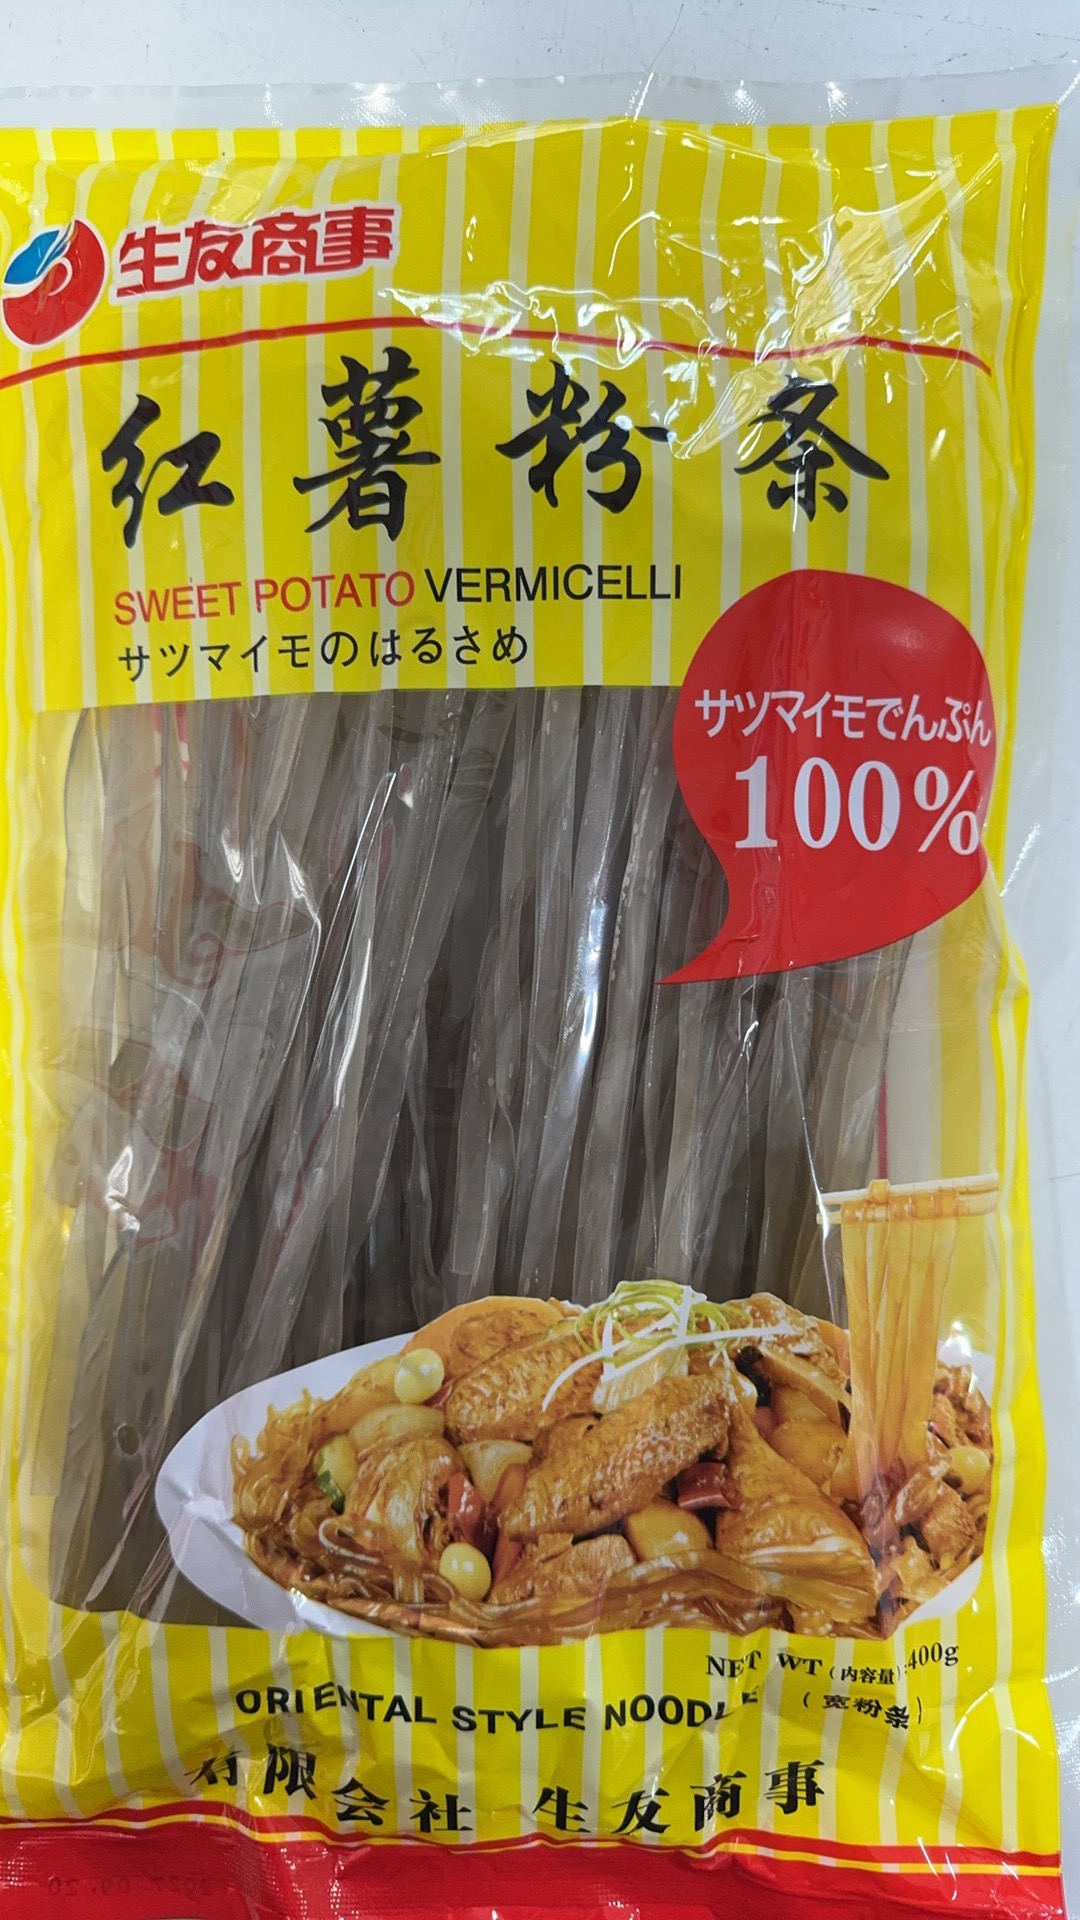 生友商事
红薯粉条
SWEET POTATO VERMICELLI
サツマイモのはるさめ
サツマイモでんぷん
100%
NET WT（内容量）:400g
ORIENTAL STYLE NOODLE （宽粉条）
有限会社 生友商事